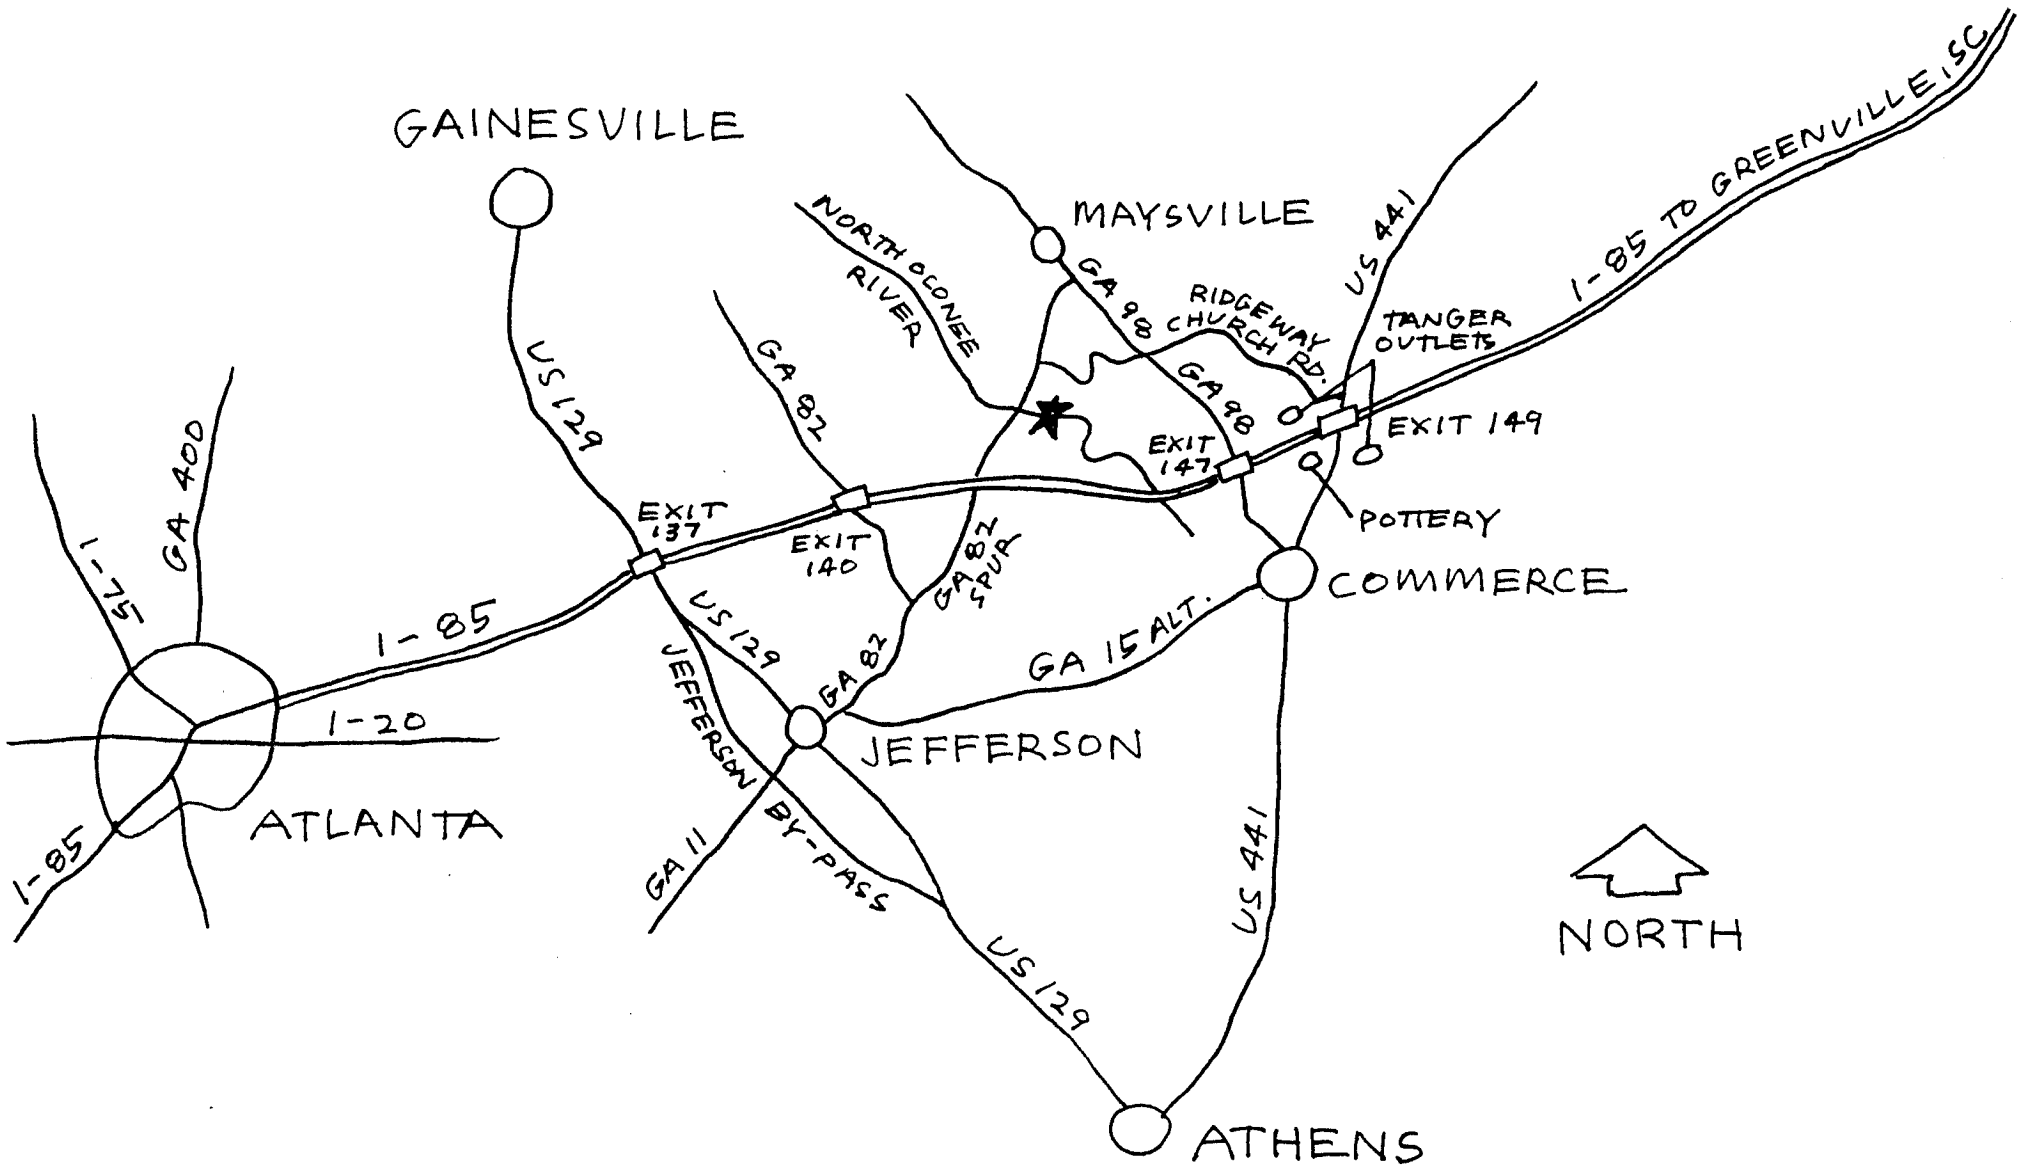 GAINESVILLE
MAYSVILLE
NORTH OCONEE
RIVER
GA 98
RIDGEWAY
CHURCH RD.
US 441
TANGER
OUTLETS
I-85 TO GREENVILLE, SC
US 129
GA 82
GA 98
EXIT 149
EXIT
147
GA 400
I-75
EXIT
137
EXIT
140
GA 82
SPUR
POTTERY
COMMERCE
I-85
US 129
GA 82
GA 15 ALT.
I-20
JEFFERSON
JEFFERSON BY-PASS
ATLANTA
I-85
GA 11
US 441
US 129
NORTH
ATHENS